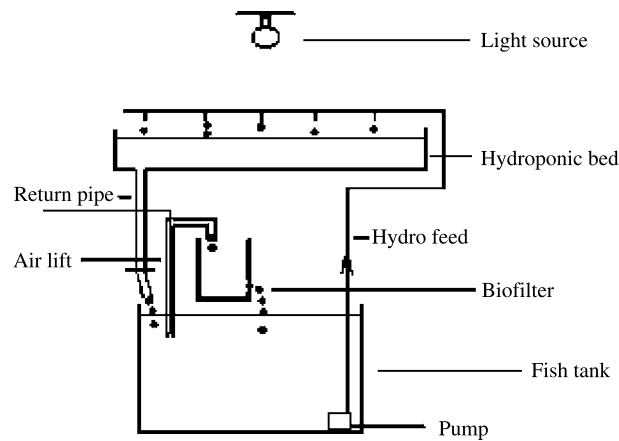 Light source
Hydroponic bed
Return pipe
Hydro feed
Air lift
Biofilter
Fish tank
Pump